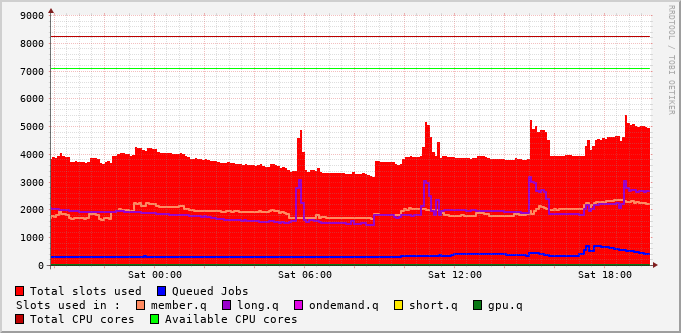 9000
8000
7000
6000
5000
4000
3000
2000
1000
0
Sat 00:00 Sat 06:00 Sat 12:00 Sat 18:00
Total slots used Queued Jobs
Slots used in : member.q long.q ondemand.q short.q gpu.q
Total CPU cores Available CPU cores
RRDTOOL / TOBI OETIKER